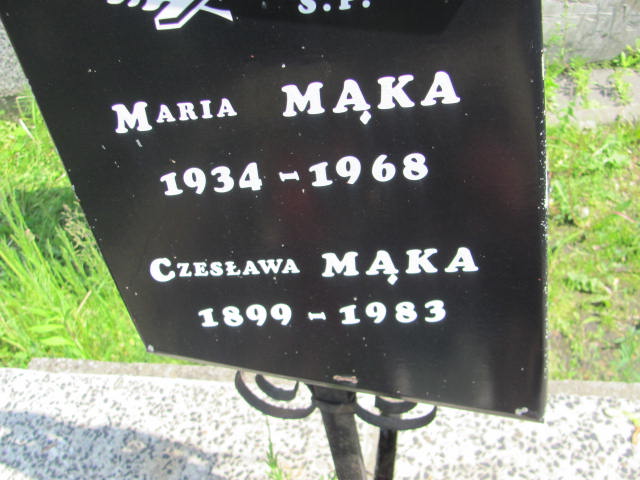 Ś.P.
Maria MĄKA
1934 - 1968
Czesława MĄKA
1899 - 1983